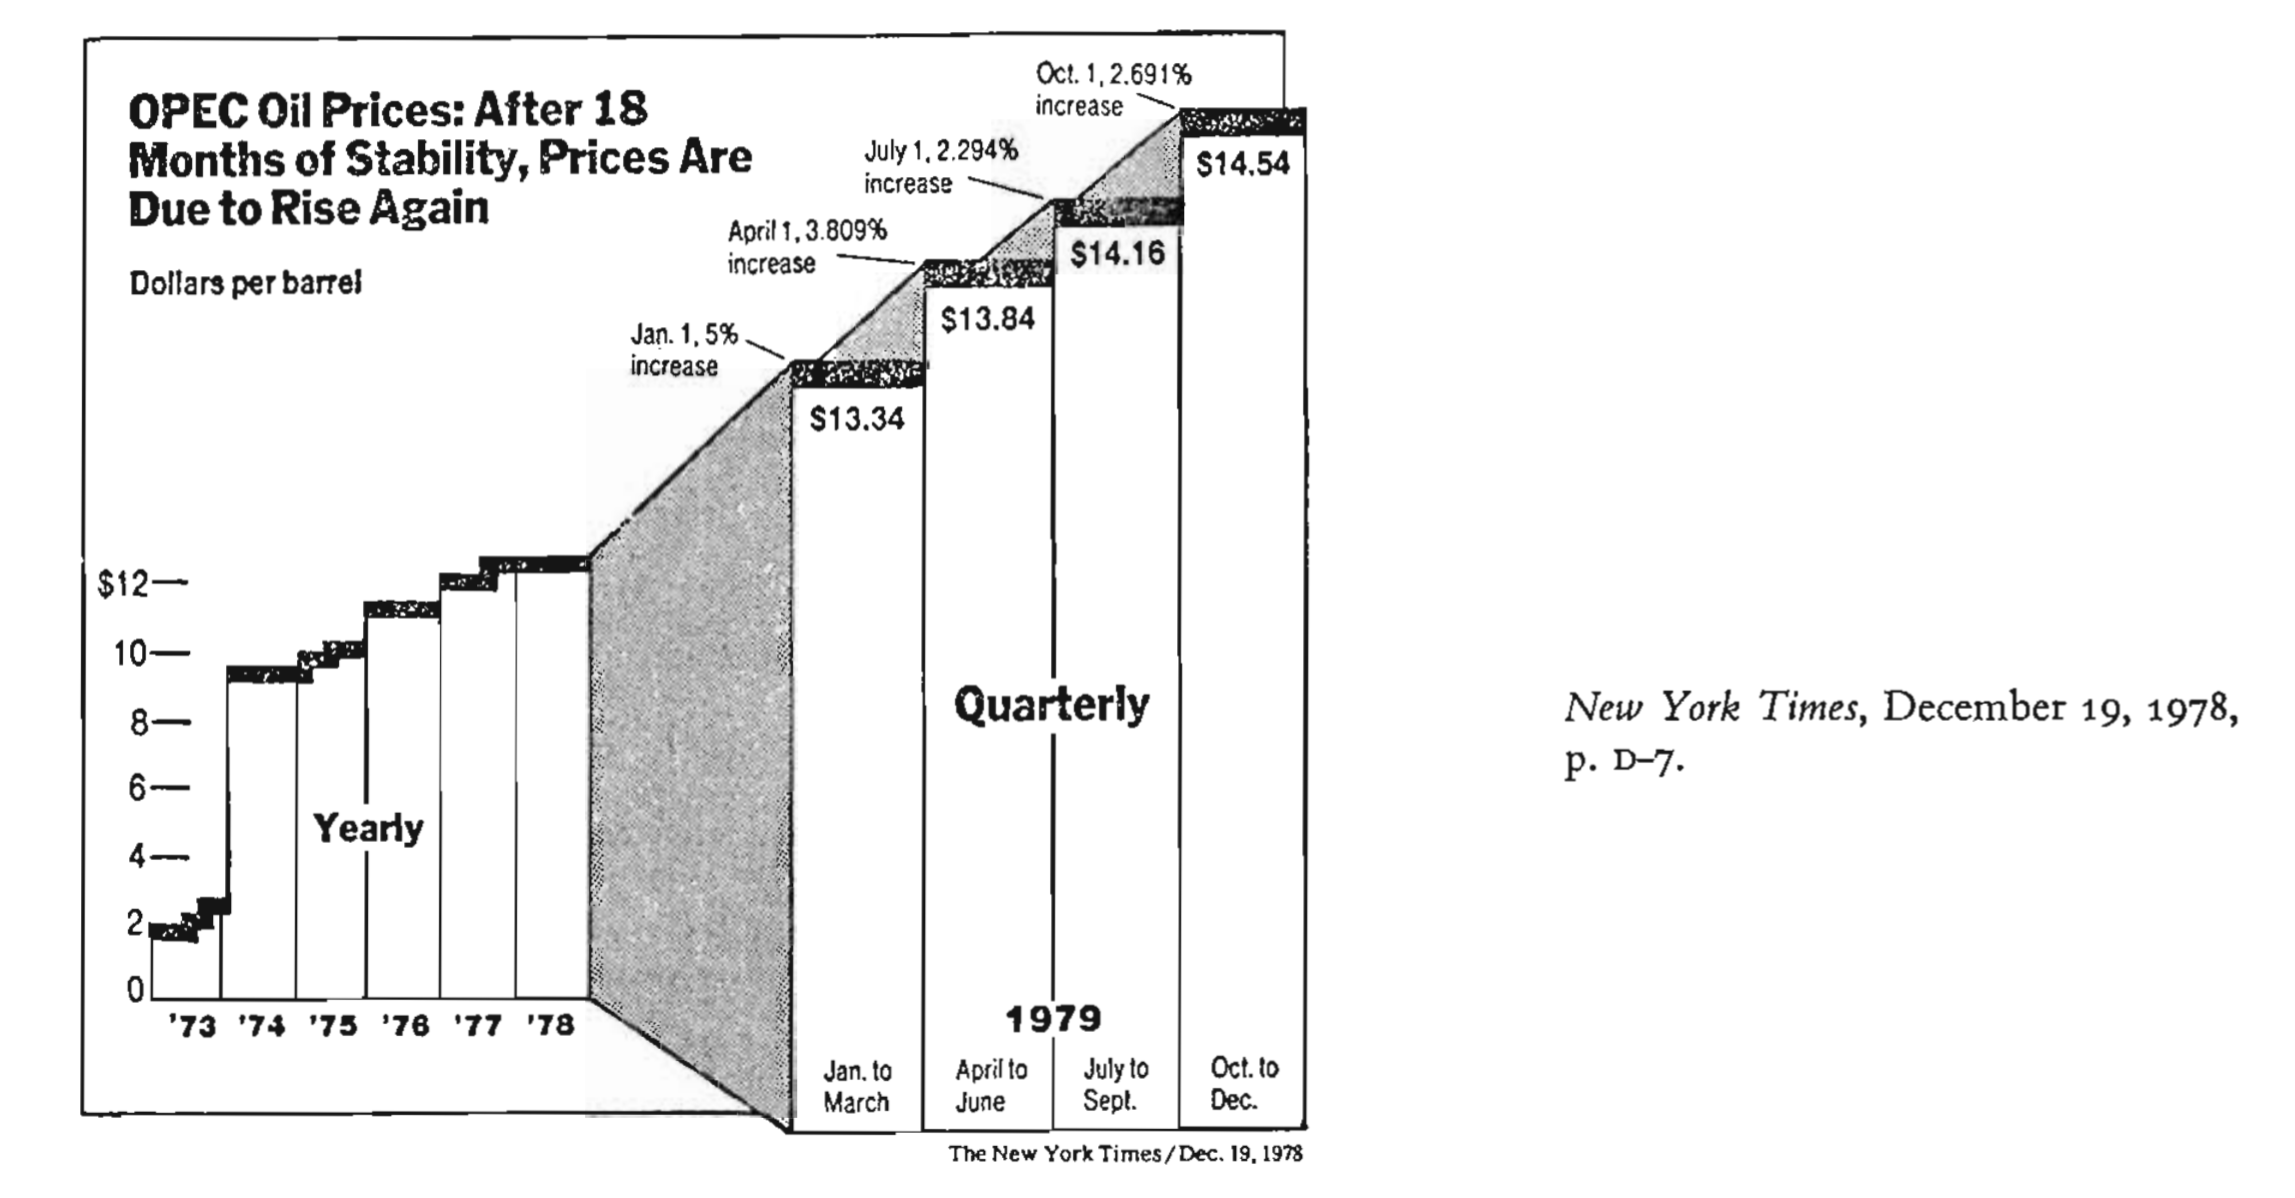 OPEC Oil Prices: After 18
Months of Stability, Prices Are
Due to Rise Again
Dollars per barrel
Oct. 1, 2.691%
increase
July 1, 2.294%
increase
April 1, 3.809%
increase
Jan. 1, 5%
increase
$14.54
$14.16
$13.84
$13.34
$12
10
8
6
4
2
0
Yearly
Quarterly
'73 '74 '75 '76 '77 '78
1979
Jan. to
March
April to
June
July to
Sept.
Oct. to
Dec.
The New York Times/Dec. 19, 1978
New York Times, December 19, 1978,
p. D–7.